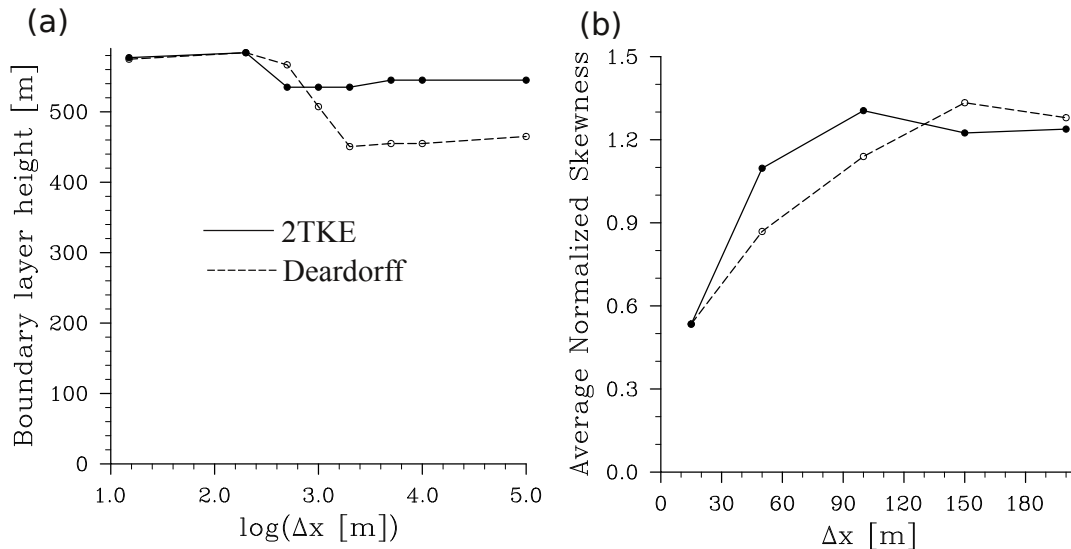 (a)
Boundary layer height [m]
500
400
300
200
100
0
2TKE
Deardorff
1.0 2.0 3.0 4.0 5.0
log(Δx [m])
(b)
Average Normalized Skewness
1.5
1.2
0.9
0.6
0.3
0.0
0 30 60 90 120 150 180
Δx [m]